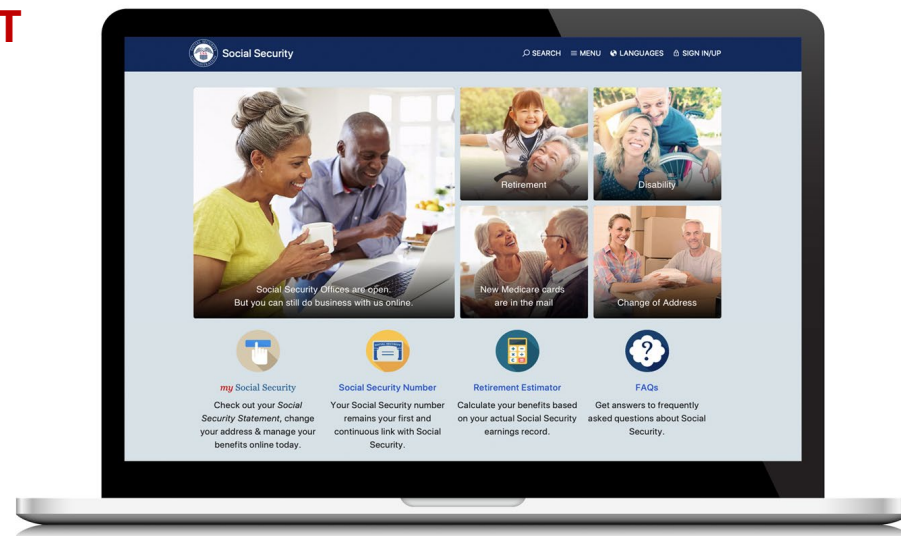 T
Social Security
SEARCH MENU LANGUAGES SIGN IN/UP
Social Security Offices are open.
But you can still do business with us online.
Retirement
Disability
New Medicare cards
are in the mail
Change of Address
my Social Security
Check out your Social
Security Statement, change
your address & manage your
benefits online today.
Social Security Number
Your Social Security number
remains your first and
continuous link with Social
Security.
Retirement Estimator
Calculate your benefits based
on your actual Social Security
earnings record.
FAQs
Get answers to frequently
asked questions about Social
Security.